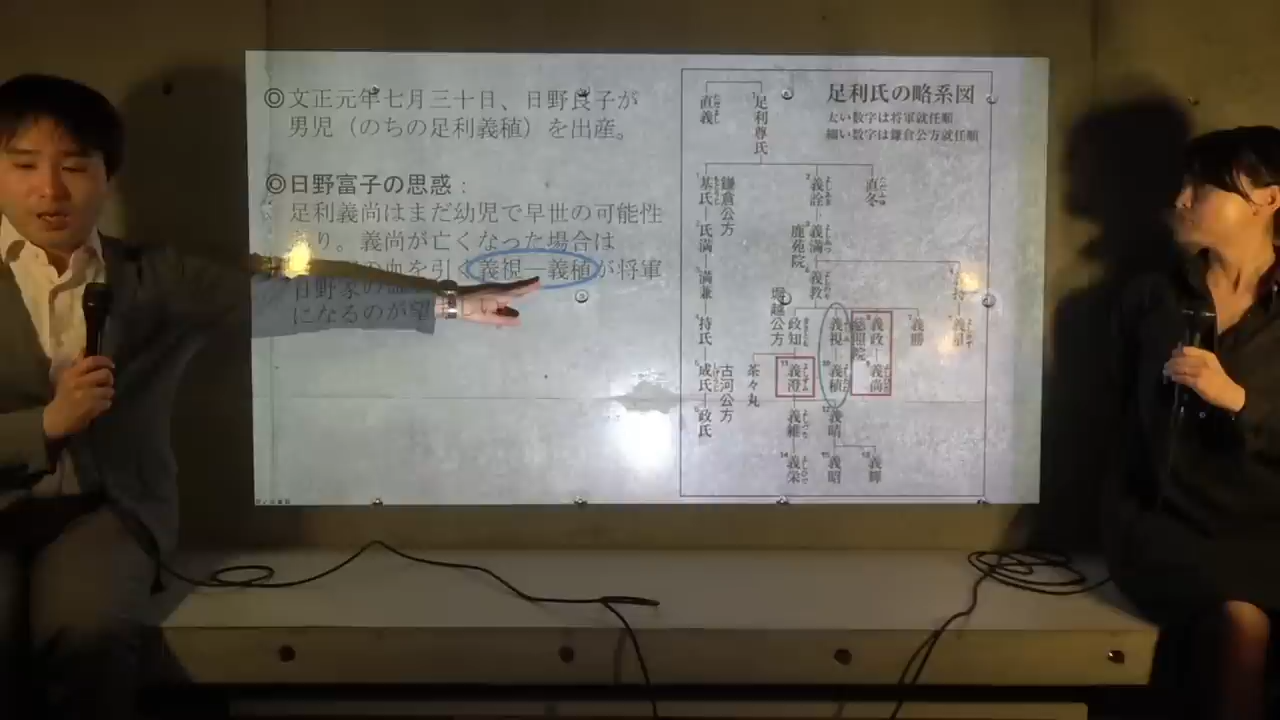 ◎文正元年七月三十日、日野良子が
男児（のちの足利義稙）を出産。
◎日野富子の思惑：
足利義尚はまだ幼児で早世の可能性
り。義尚が亡くなった場合は
の血を引く義視―義稙が将軍
になるのが望
足利氏の略系図
太い数字は将軍就任順
細い数字は鎌倉公方就任順
足利尊氏
直義
直冬
義詮
義満
鹿苑院
義教
義勝
義政
慈照院
義尚
義視
義稙
政知
堀越公方
茶々丸
義澄
義晴
義維
義輝
義昭
義栄
鎌倉公方
基氏―氏満―満兼―持氏―成氏―政氏
古河公方